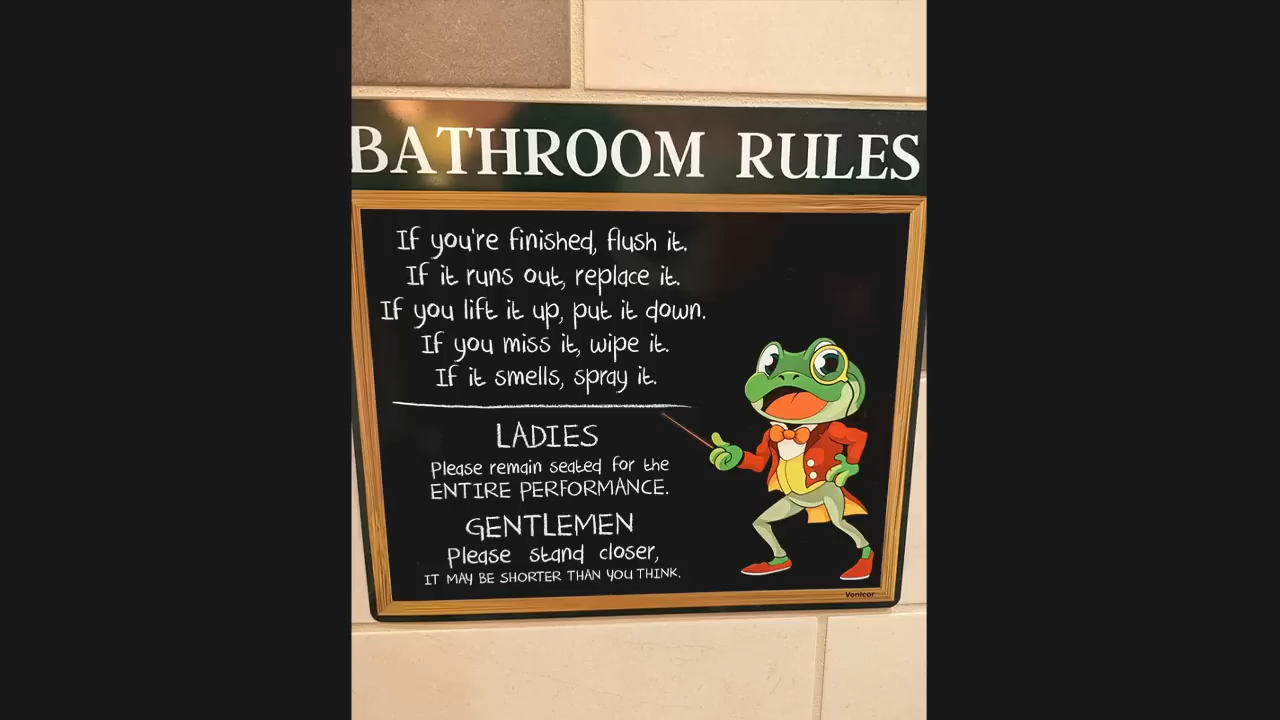 BATHROOM RULES
If you're finished, flush it.
If it runs out, replace it.
If you lift it up, put it down.
If you miss it, wipe it.
If it smells, spray it.
LADIES
Please remain seated for the
ENTIRE PERFORMANCE.
GENTLEMEN
Please stand closer,
IT MAY BE SHORTER THAN YOU THINK.
Venicor